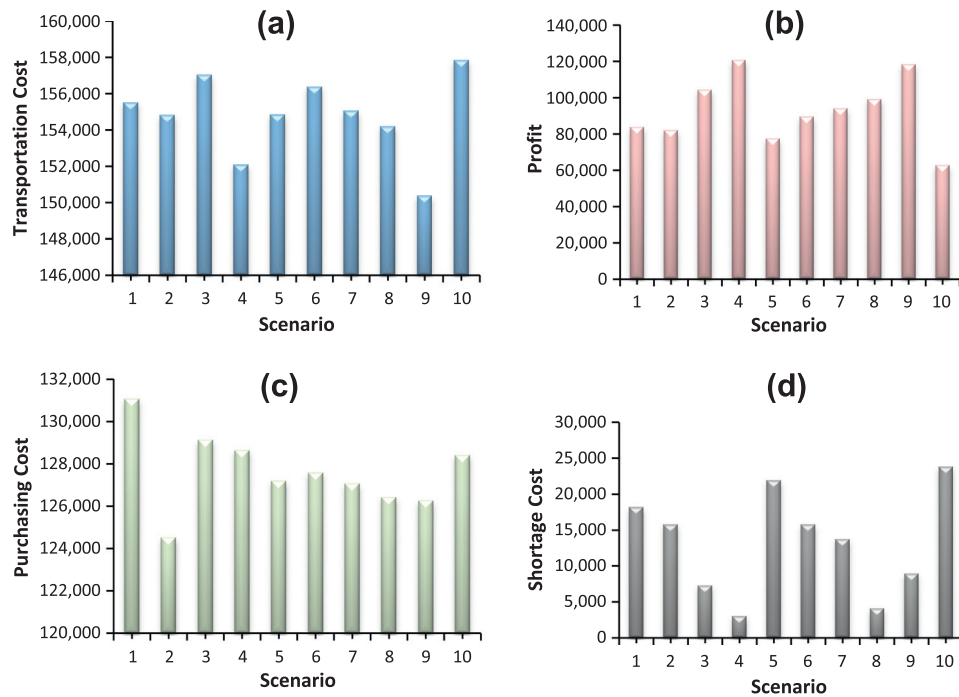 (a)
Transportation Cost
160,000
158,000
156,000
154,000
152,000
150,000
148,000
146,000
1 2 3 4 5 6 7 8 9 10
Scenario
(b)
Profit
140,000
120,000
100,000
80,000
60,000
40,000
20,000
0
1 2 3 4 5 6 7 8 9 10
Scenario
(c)
Purchasing Cost
132,000
130,000
128,000
126,000
124,000
122,000
120,000
1 2 3 4 5 6 7 8 9 10
Scenario
(d)
Shortage Cost
30,000
25,000
20,000
15,000
10,000
5,000
0
1 2 3 4 5 6 7 8 9 10
Scenario